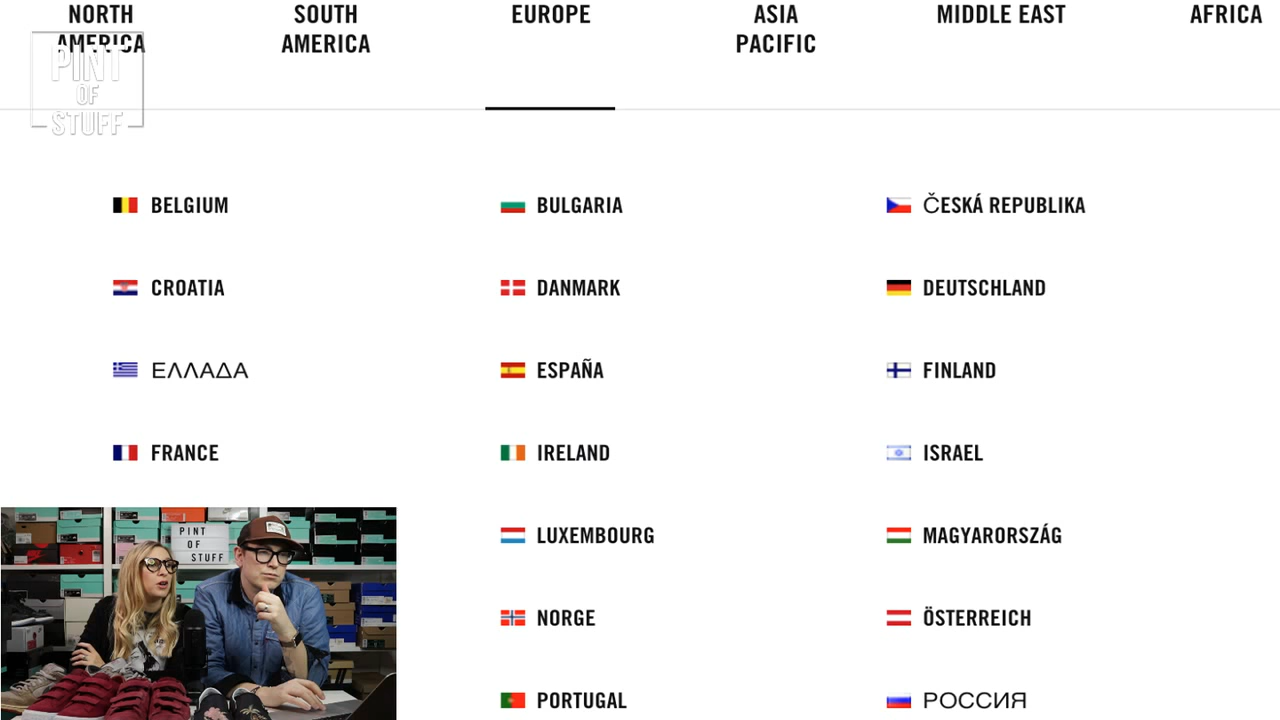 NORTH
AMERICA
SOUTH
AMERICA
EUROPE
ASIA
PACIFIC
MIDDLE EAST
AFRICA
PINT
OF
STUFF
BELGIUM
BULGARIA
ČESKÁ REPUBLIKA
CROATIA
DANMARK
DEUTSCHLAND
ΕΛΛΑΔΑ
ESPAÑA
FINLAND
FRANCE
IRELAND
ISRAEL
LUXEMBOURG
MAGYARORSZÁG
NORGE
ÖSTERREICH
PORTUGAL
РОССИЯ
PINT
OF
STUFF